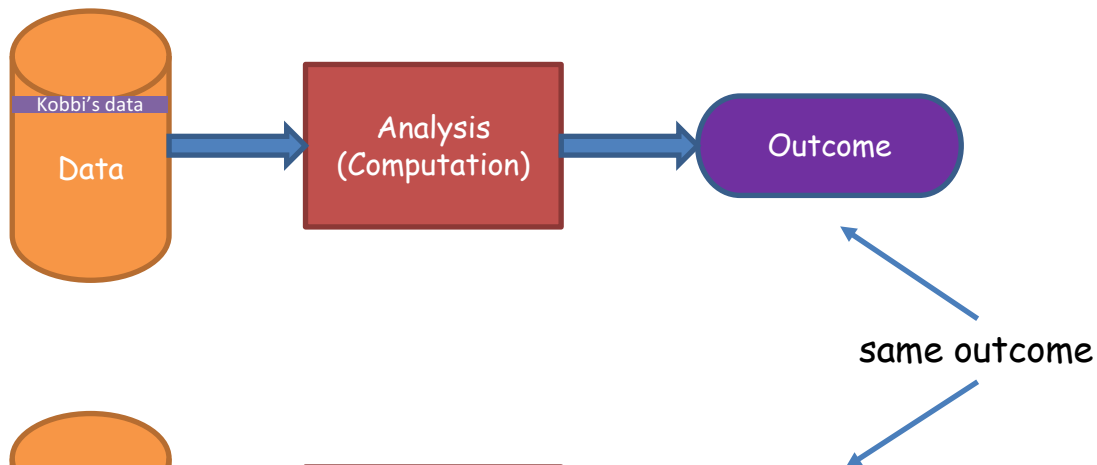 Kobbi's data
Data
Analysis
(Computation)
Outcome
same outcome